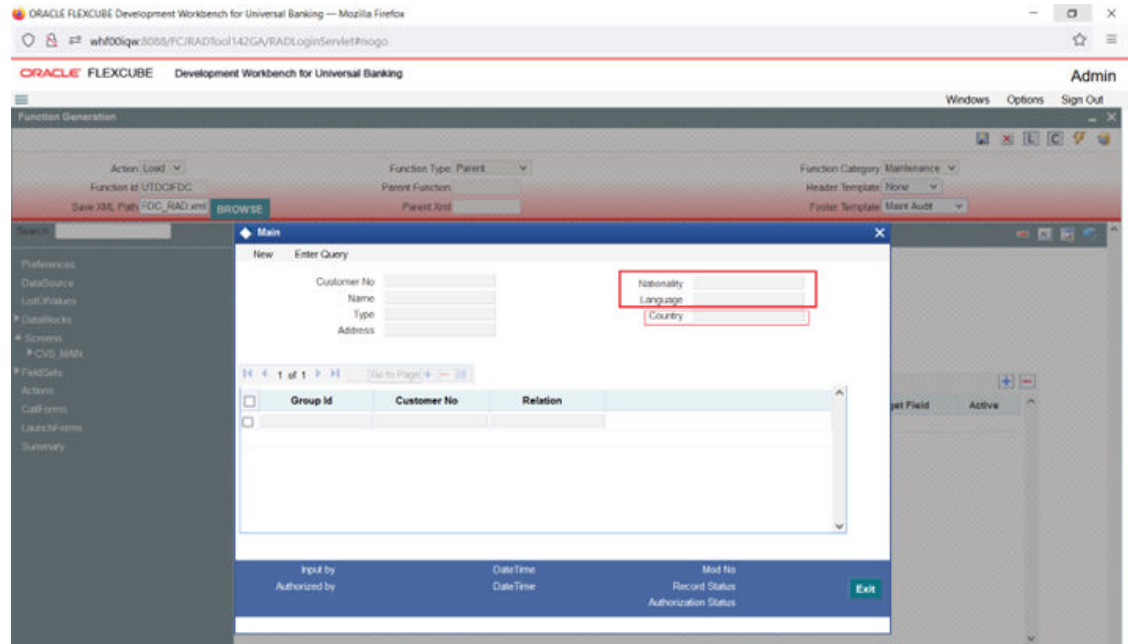 ORACLE FLEXCUBE Development Workbench for Universal Banking — Mozilla Firefox
whf00iqw:8088/FCJRADTool142GA/RADLoginServlet#nogo
ORACLE FLEXCUBE Development Workbench for Universal Banking Admin
Windows Options Sign Out
Function Generation
L C
Action Load Function Type Parent Function Category Maintenance
Function Id UTDCIFDC Parent Function Header Template None
Save XML Path FDC_RAD.xml BROWSE Parent Xml Footer Template Maint Audit
Search
Main
New Enter Query
Preferences
Customer No Nationality
DataSource
Name Language
ListOfValues
Type Country
DataBlocks
Address
Screens
CVS_MAIN
FieldSets
1 of 1 Go to Page
Actions
Group Id Customer No Relation
get Field Active
CallForms
LaunchForms
Summary
Input by DateTime Mod No
Authorized by DateTime Record Status
Exit
Authorization Status